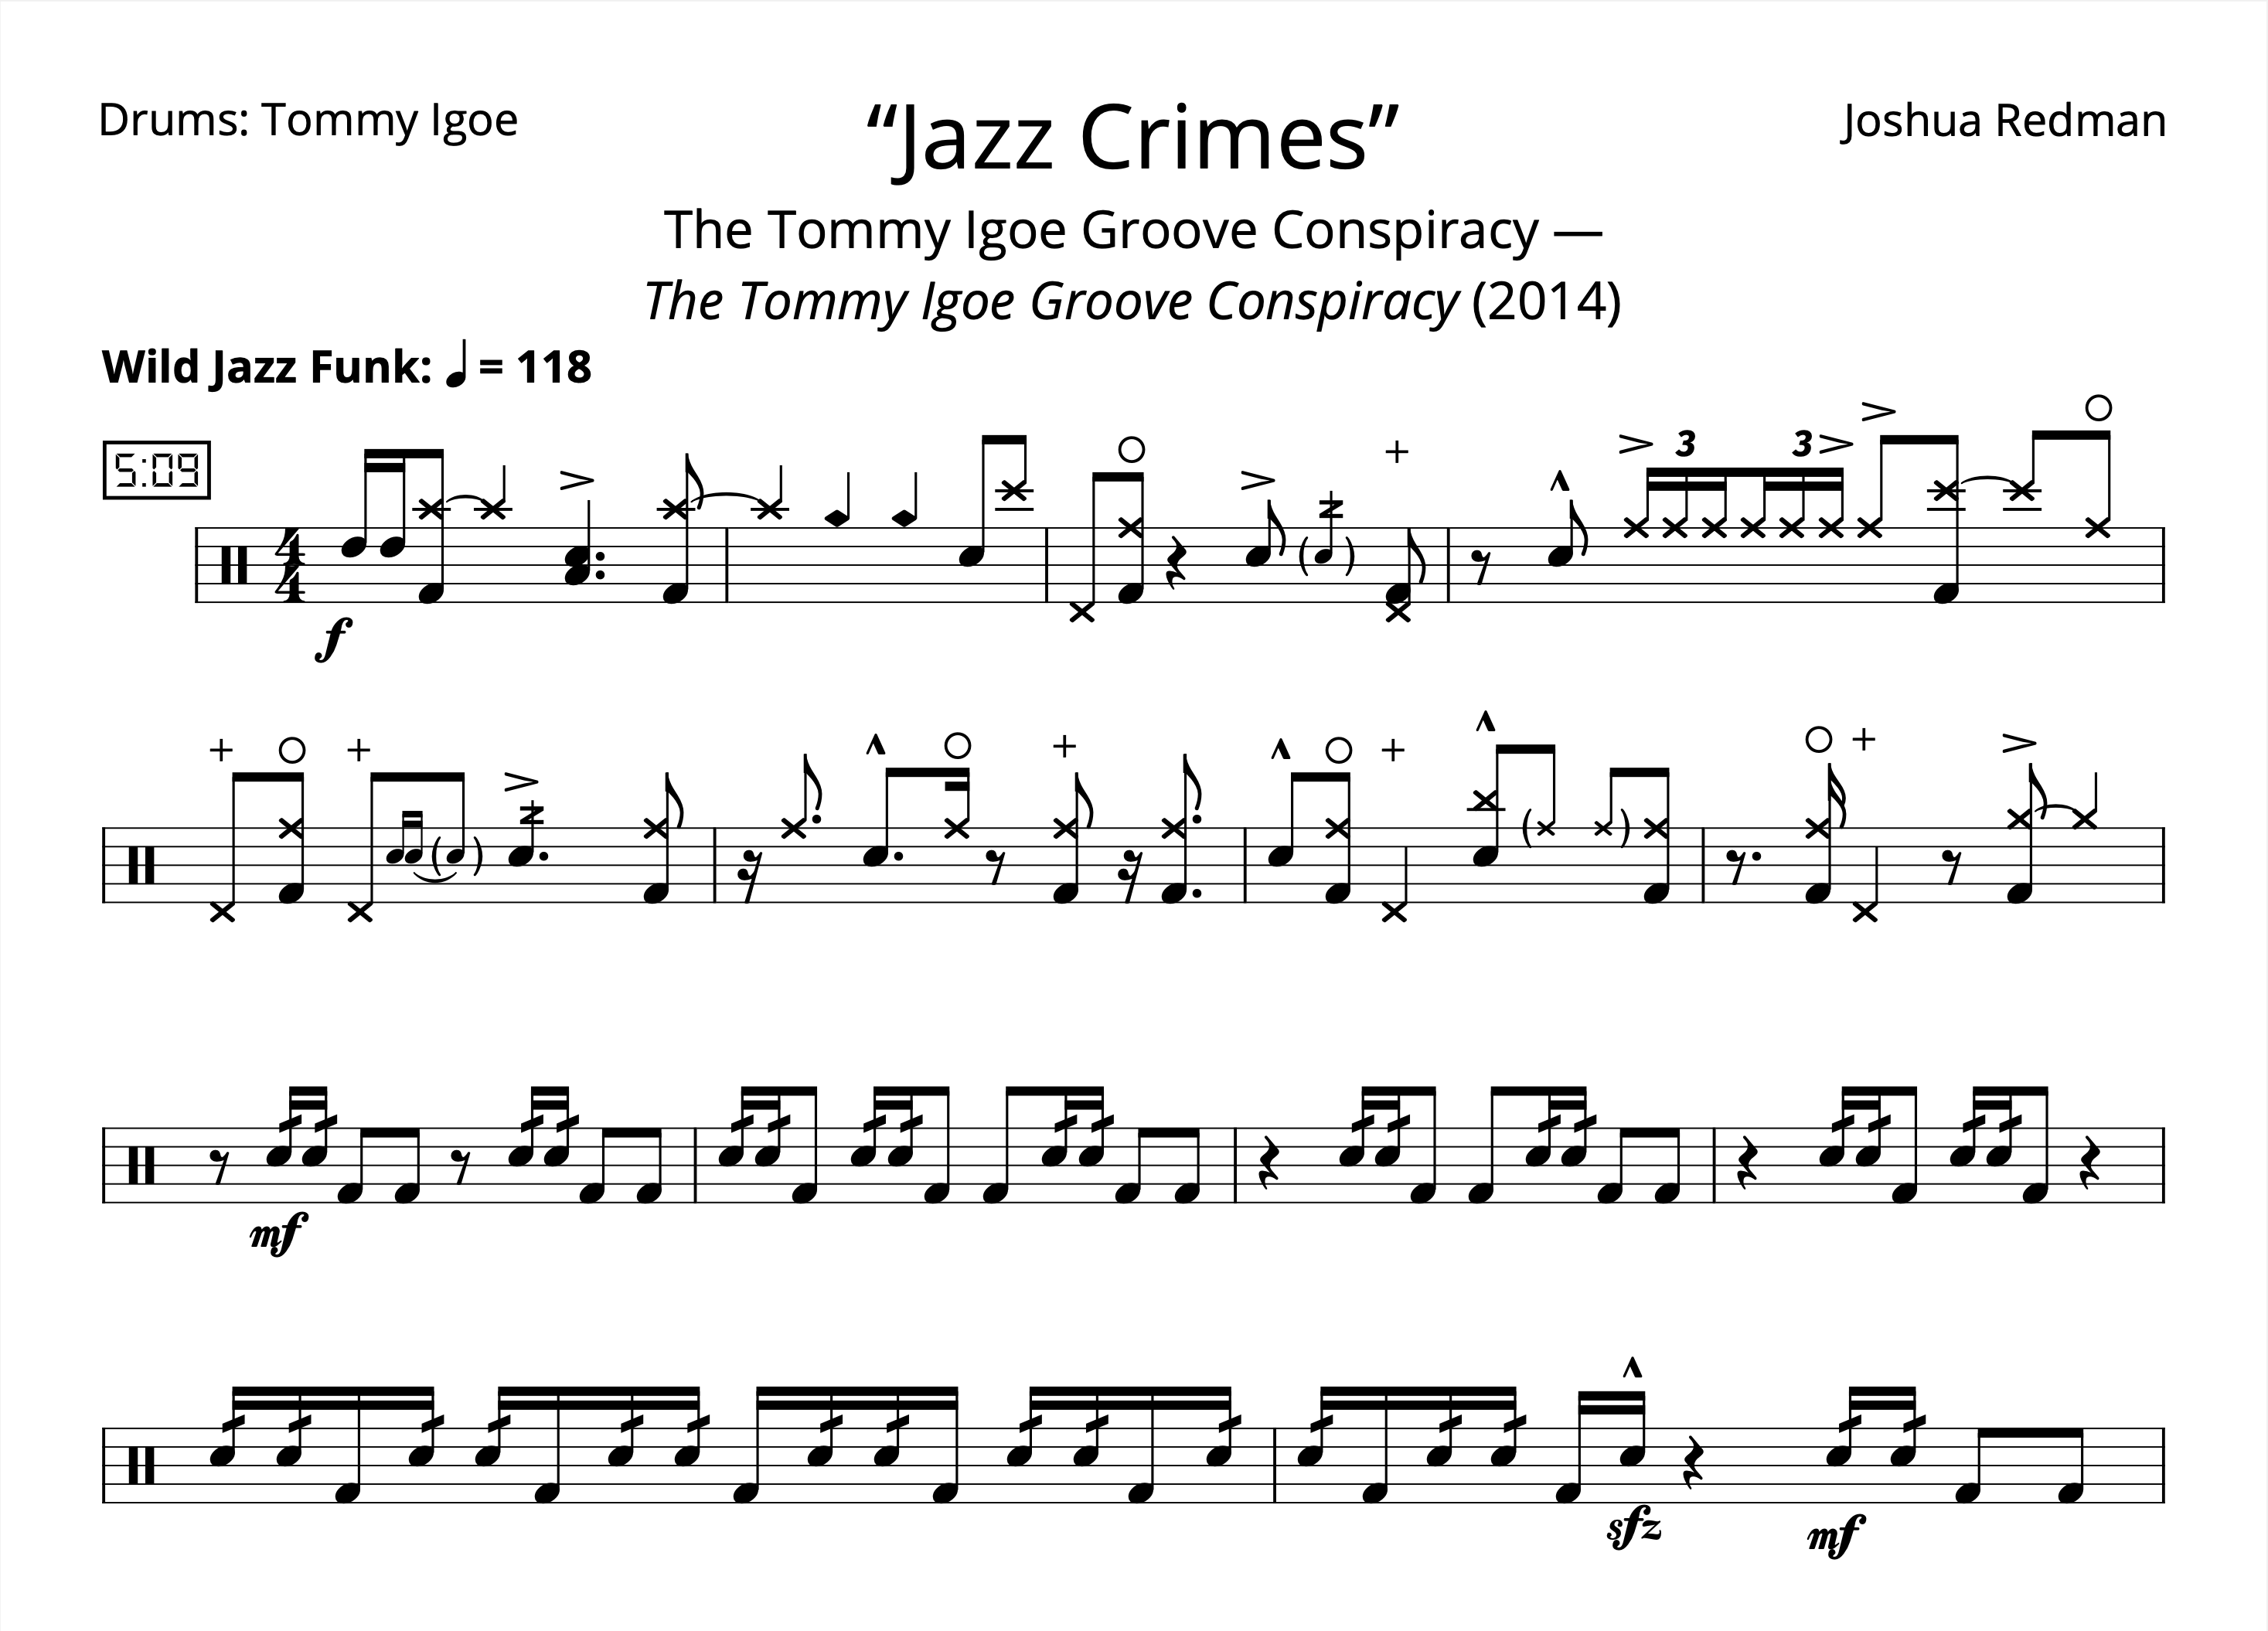 Drums: Tommy Igoe
“Jazz Crimes”
Joshua Redman
The Tommy Igoe Groove Conspiracy —
The Tommy Igoe Groove Conspiracy (2014)
Wild Jazz Funk: ♩ = 118
5:09
3 3
4
4
f
mf
sfz mf